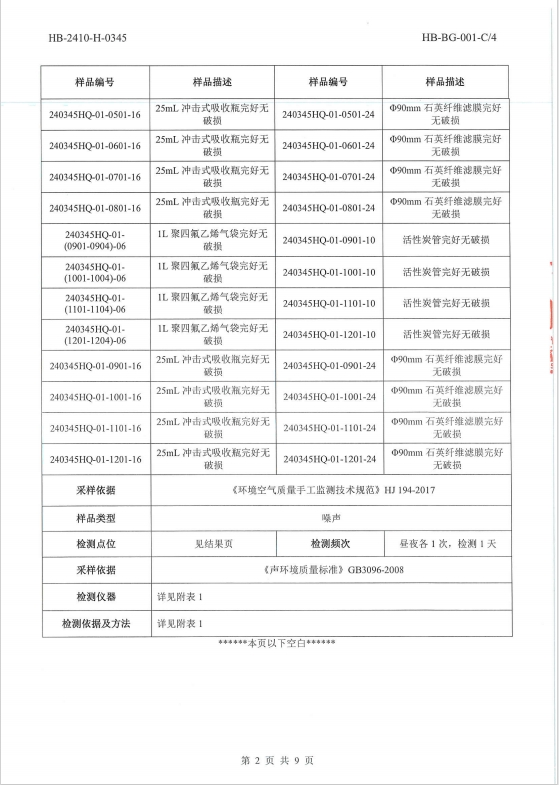 HB-2410-H-0345 HB-BG-001-C/4
样品编号 样品描述 样品编号 样品描述
240345HQ-01-0501-16 25mL 冲击式吸收瓶完好无破损 240345HQ-01-0501-24 Φ90mm 石英纤维滤膜完好无破损
240345HQ-01-0601-16 25mL 冲击式吸收瓶完好无破损 240345HQ-01-0601-24 Φ90mm 石英纤维滤膜完好无破损
240345HQ-01-0701-16 25mL 冲击式吸收瓶完好无破损 240345HQ-01-0701-24 Φ90mm 石英纤维滤膜完好无破损
240345HQ-01-0801-16 25mL 冲击式吸收瓶完好无破损 240345HQ-01-0801-24 Φ90mm 石英纤维滤膜完好无破损
240345HQ-01-(0901-0904)-06 1L 聚四氟乙烯气袋完好无破损 240345HQ-01-0901-10 活性炭管完好无破损
240345HQ-01-(1001-1004)-06 1L 聚四氟乙烯气袋完好无破损 240345HQ-01-1001-10 活性炭管完好无破损
240345HQ-01-(1101-1104)-06 1L 聚四氟乙烯气袋完好无破损 240345HQ-01-1101-10 活性炭管完好无破损
240345HQ-01-(1201-1204)-06 1L 聚四氟乙烯气袋完好无破损 240345HQ-01-1201-10 活性炭管完好无破损
240345HQ-01-0901-16 25mL 冲击式吸收瓶完好无破损 240345HQ-01-0901-24 Φ90mm 石英纤维滤膜完好无破损
240345HQ-01-1001-16 25mL 冲击式吸收瓶完好无破损 240345HQ-01-1001-24 Φ90mm 石英纤维滤膜完好无破损
240345HQ-01-1101-16 25mL 冲击式吸收瓶完好无破损 240345HQ-01-1101-24 Φ90mm 石英纤维滤膜完好无破损
240345HQ-01-1201-16 25mL 冲击式吸收瓶完好无破损 240345HQ-01-1201-24 Φ90mm 石英纤维滤膜完好无破损
采样依据 《环境空气质量手工监测技术规范》HJ 194-2017
样品类型 噪声
检测点位 见结果页 检测频次 昼夜各 1 次，检测 1 天
采样依据 《声环境质量标准》GB3096-2008
检测仪器 详见附表 1
检测依据及方法 详见附表 1
******本页以下空白******
第 2 页 共 9 页